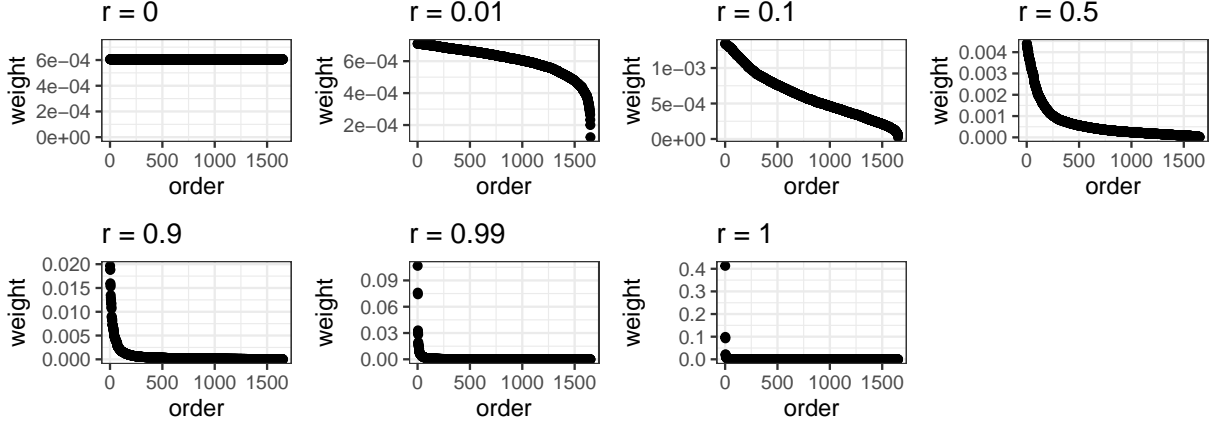 r = 0
weight
6e−04
4e−04
2e−04
0e+00
0 500 1000 1500
order
r = 0.01
weight
6e−04
4e−04
2e−04
0 500 1000 1500
order
r = 0.1
weight
1e−03
5e−04
0e+00
0 500 1000 1500
order
r = 0.5
weight
0.004
0.003
0.002
0.001
0.000
0 500 1000 1500
order
r = 0.9
weight
0.020
0.015
0.010
0.005
0.000
0 500 1000 1500
order
r = 0.99
weight
0.09
0.06
0.03
0.00
0 500 1000 1500
order
r = 1
weight
0.4
0.3
0.2
0.1
0.0
0 500 1000 1500
order